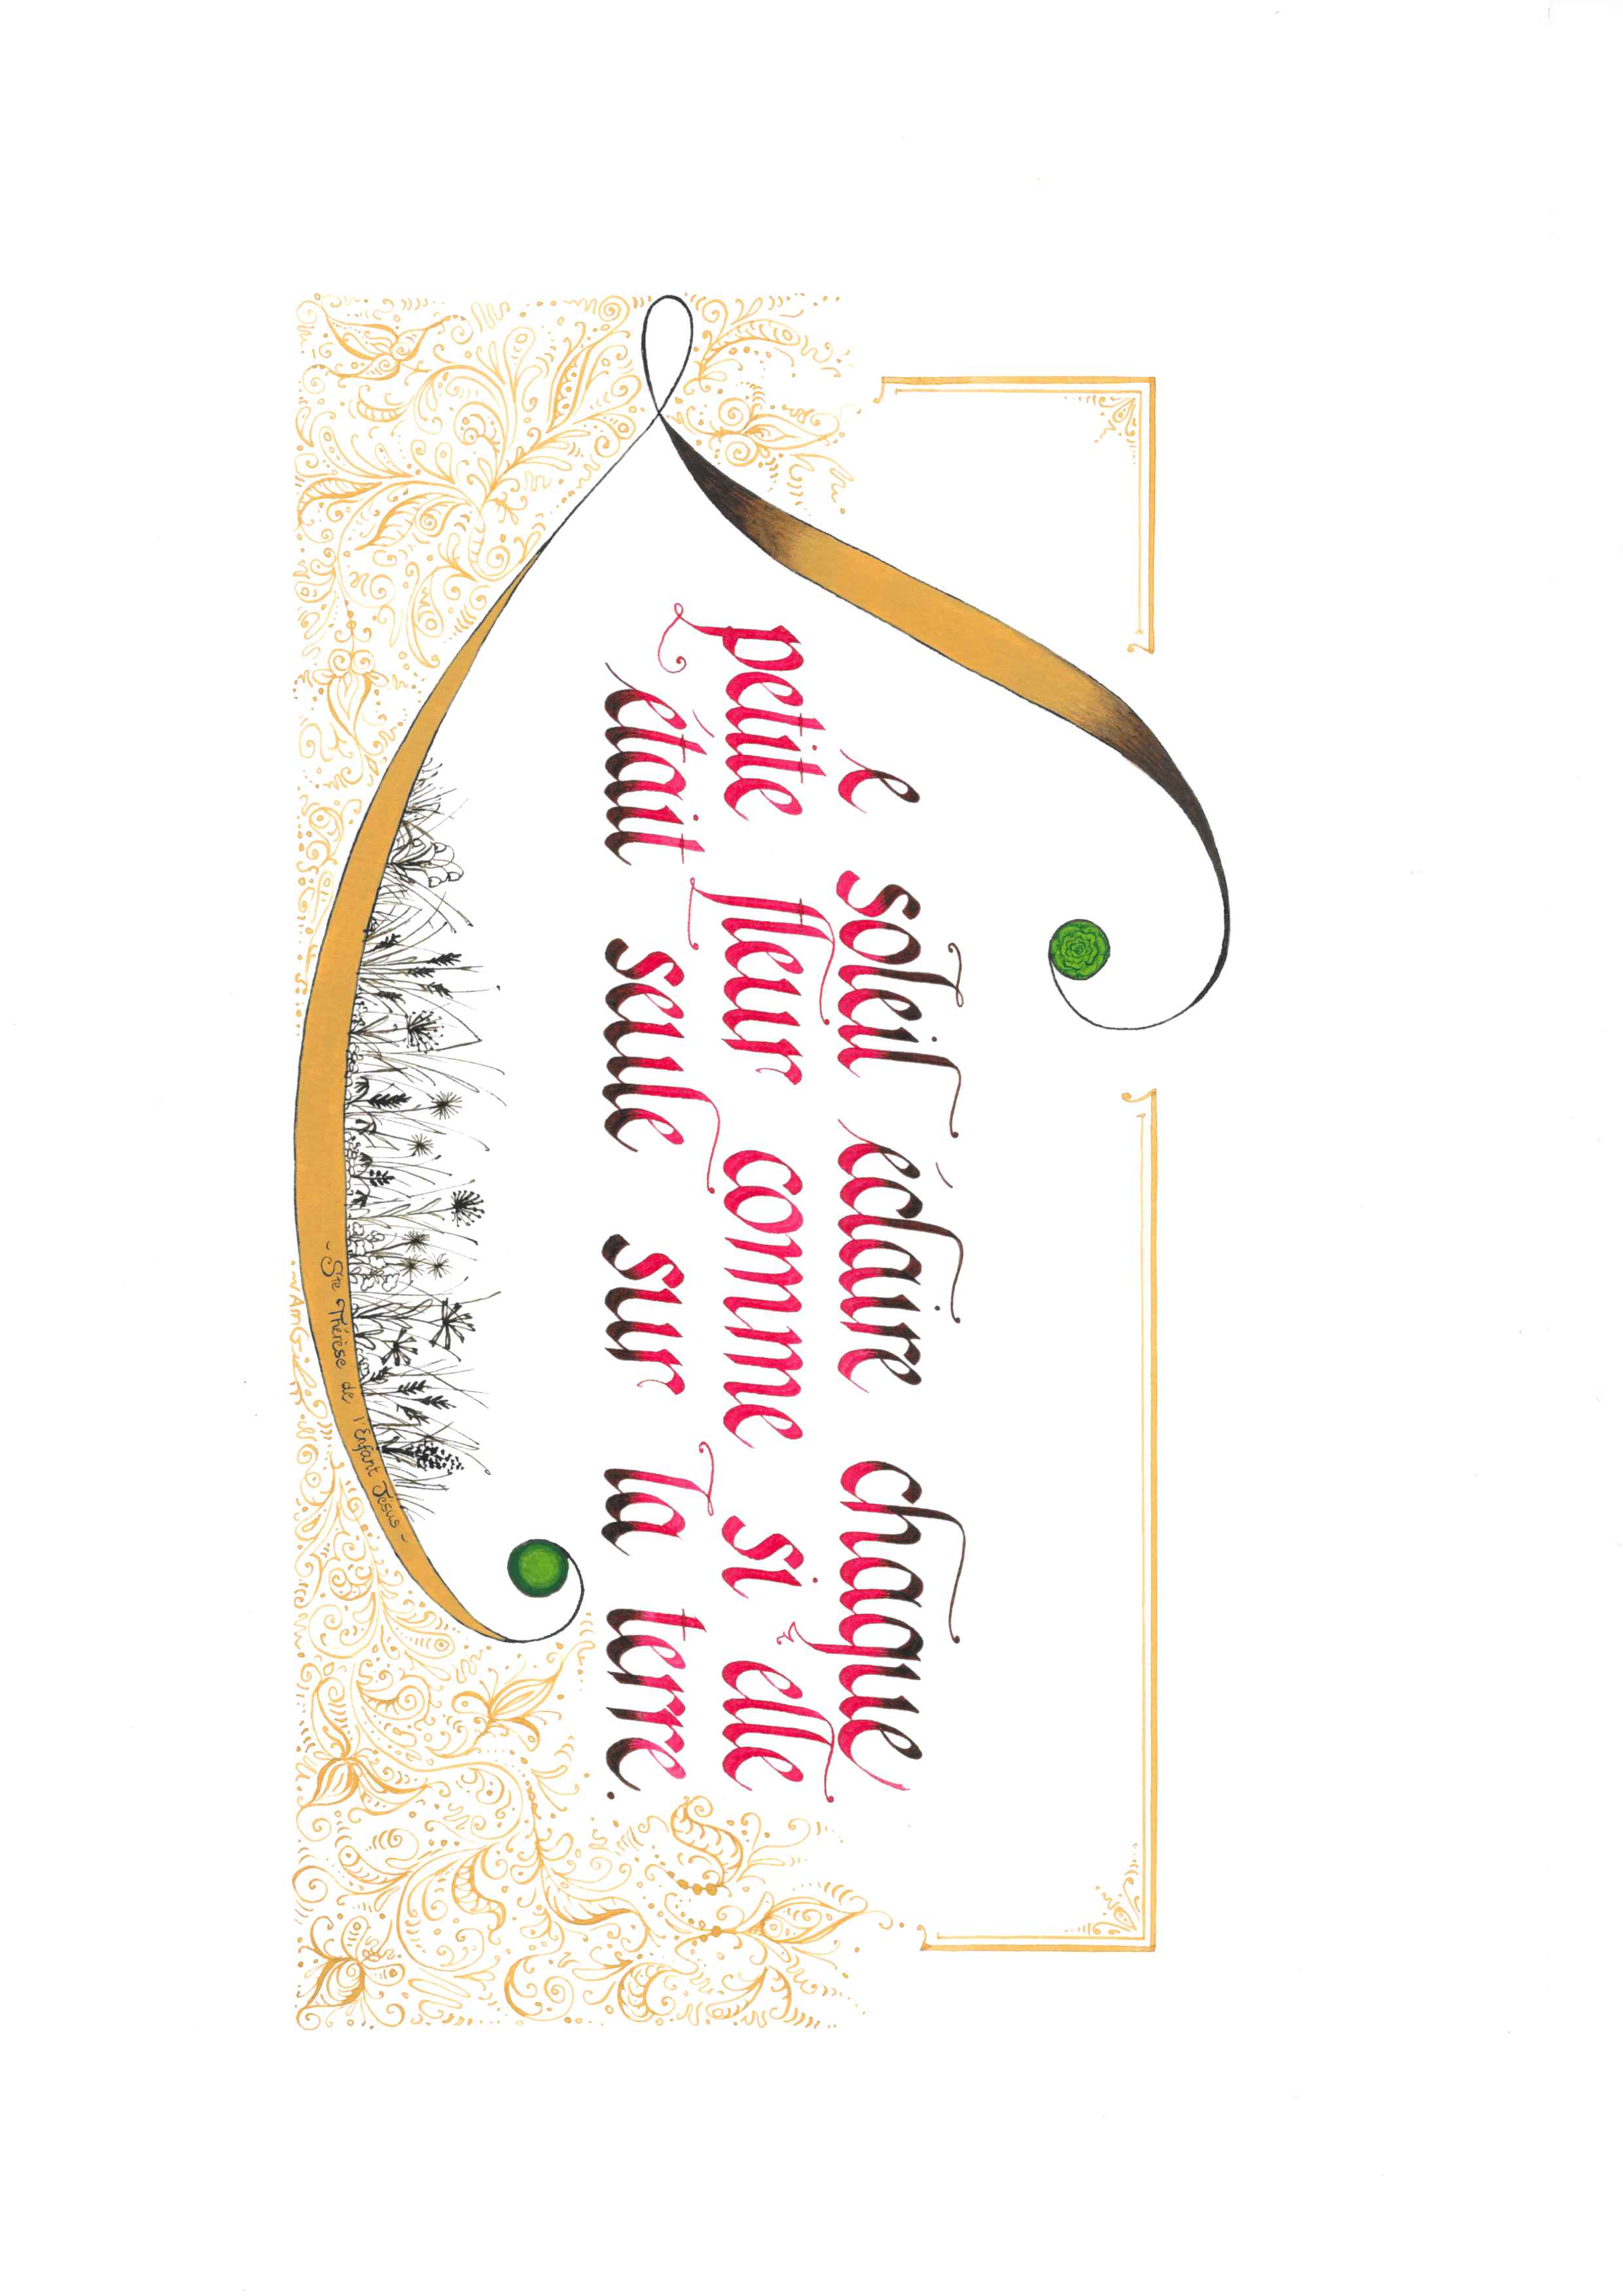 Le soleil éclaire chaque
petite fleur comme si elle
était seule sur la terre.
- Ste Thérèse de l'Enfant Jésus -